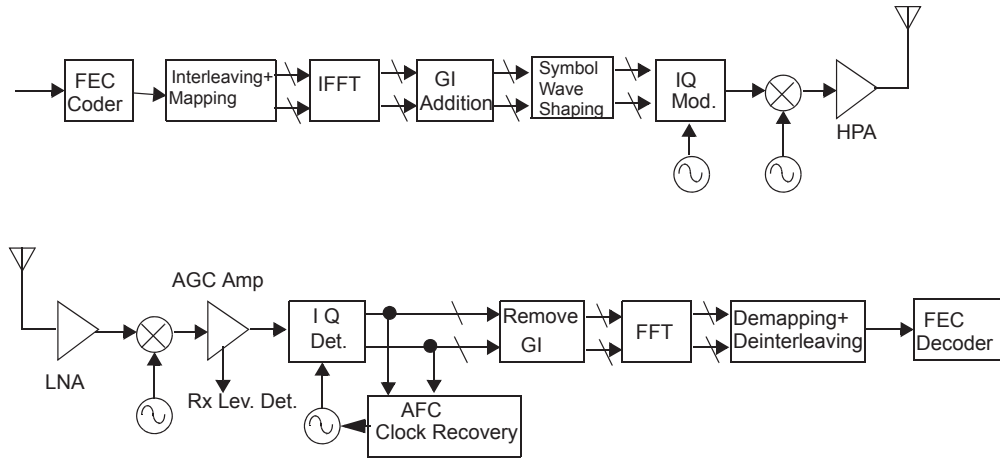 FEC
Coder
Interleaving+
Mapping
IFFT
GI
Addition
Symbol
Wave
Shaping
IQ
Mod.
HPA
LNA
AGC Amp
Rx Lev. Det.
I Q
Det.
AFC
Clock Recovery
Remove
GI
FFT
Demapping+
Deinterleaving
FEC
Decoder